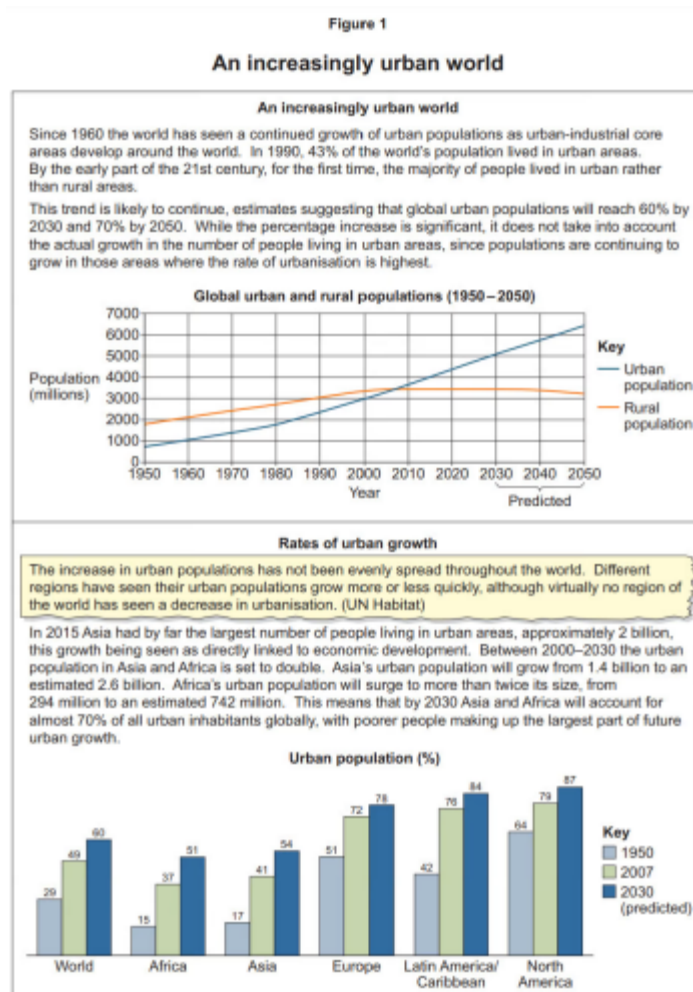 Figure 1
An increasingly urban world
An increasingly urban world
Since 1960 the world has seen a continued growth of urban populations as urban-industrial core
areas develop around the world. In 1990, 43% of the world's population lived in urban areas.
By the early part of the 21st century, for the first time, the majority of people lived in urban rather
than rural areas.
This trend is likely to continue, estimates suggesting that global urban populations will reach 60% by
2030 and 70% by 2050. While the percentage increase is significant, it does not take into account
the actual growth in the number of people living in urban areas, since populations are continuing to
grow in those areas where the rate of urbanisation is highest.
Global urban and rural populations (1950–2050)
7000
6000
5000
4000
3000
2000
1000
0
Population
(millions)
1950 1960 1970 1980 1990 2000 2010 2020 2030 2040 2050
Year
Predicted
Key
Urban
population
Rural
population
Rates of urban growth
The increase in urban populations has not been evenly spread throughout the world. Different
regions have seen their urban populations grow more or less quickly, although virtually no region of
the world has seen a decrease in urbanisation. (UN Habitat)
In 2015 Asia had by far the largest number of people living in urban areas, approximately 2 billion,
this growth being seen as directly linked to economic development. Between 2000–2030 the urban
population in Asia and Africa is set to double. Asia's urban population will grow from 1.4 billion to an
estimated 2.6 billion. Africa's urban population will surge to more than twice its size, from
294 million to an estimated 742 million. This means that by 2030 Asia and Africa will account for
almost 70% of all urban inhabitants globally, with poorer people making up the largest part of future
urban growth.
Urban population (%)
29 49 60
15 37 51
17 41 54
51 72 78
42 76 84
64 79 87
World Africa Asia Europe Latin America/ North
Caribbean America
Key
1950
2007
2030
(predicted)